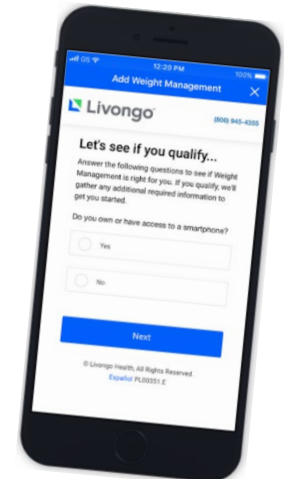 GS 12:20 PM 100%
Add Weight Management
Livongo
(800) 945-4355
Let's see if you qualify...
Answer the following questions to see if Weight
Management is right for you. If you qualify, we'll
gather any additional required information to
get you started.
Do you own or have access to a smartphone?
Yes
No
Next
© Livongo Health, All Rights Reserved.
Español PL00351.E